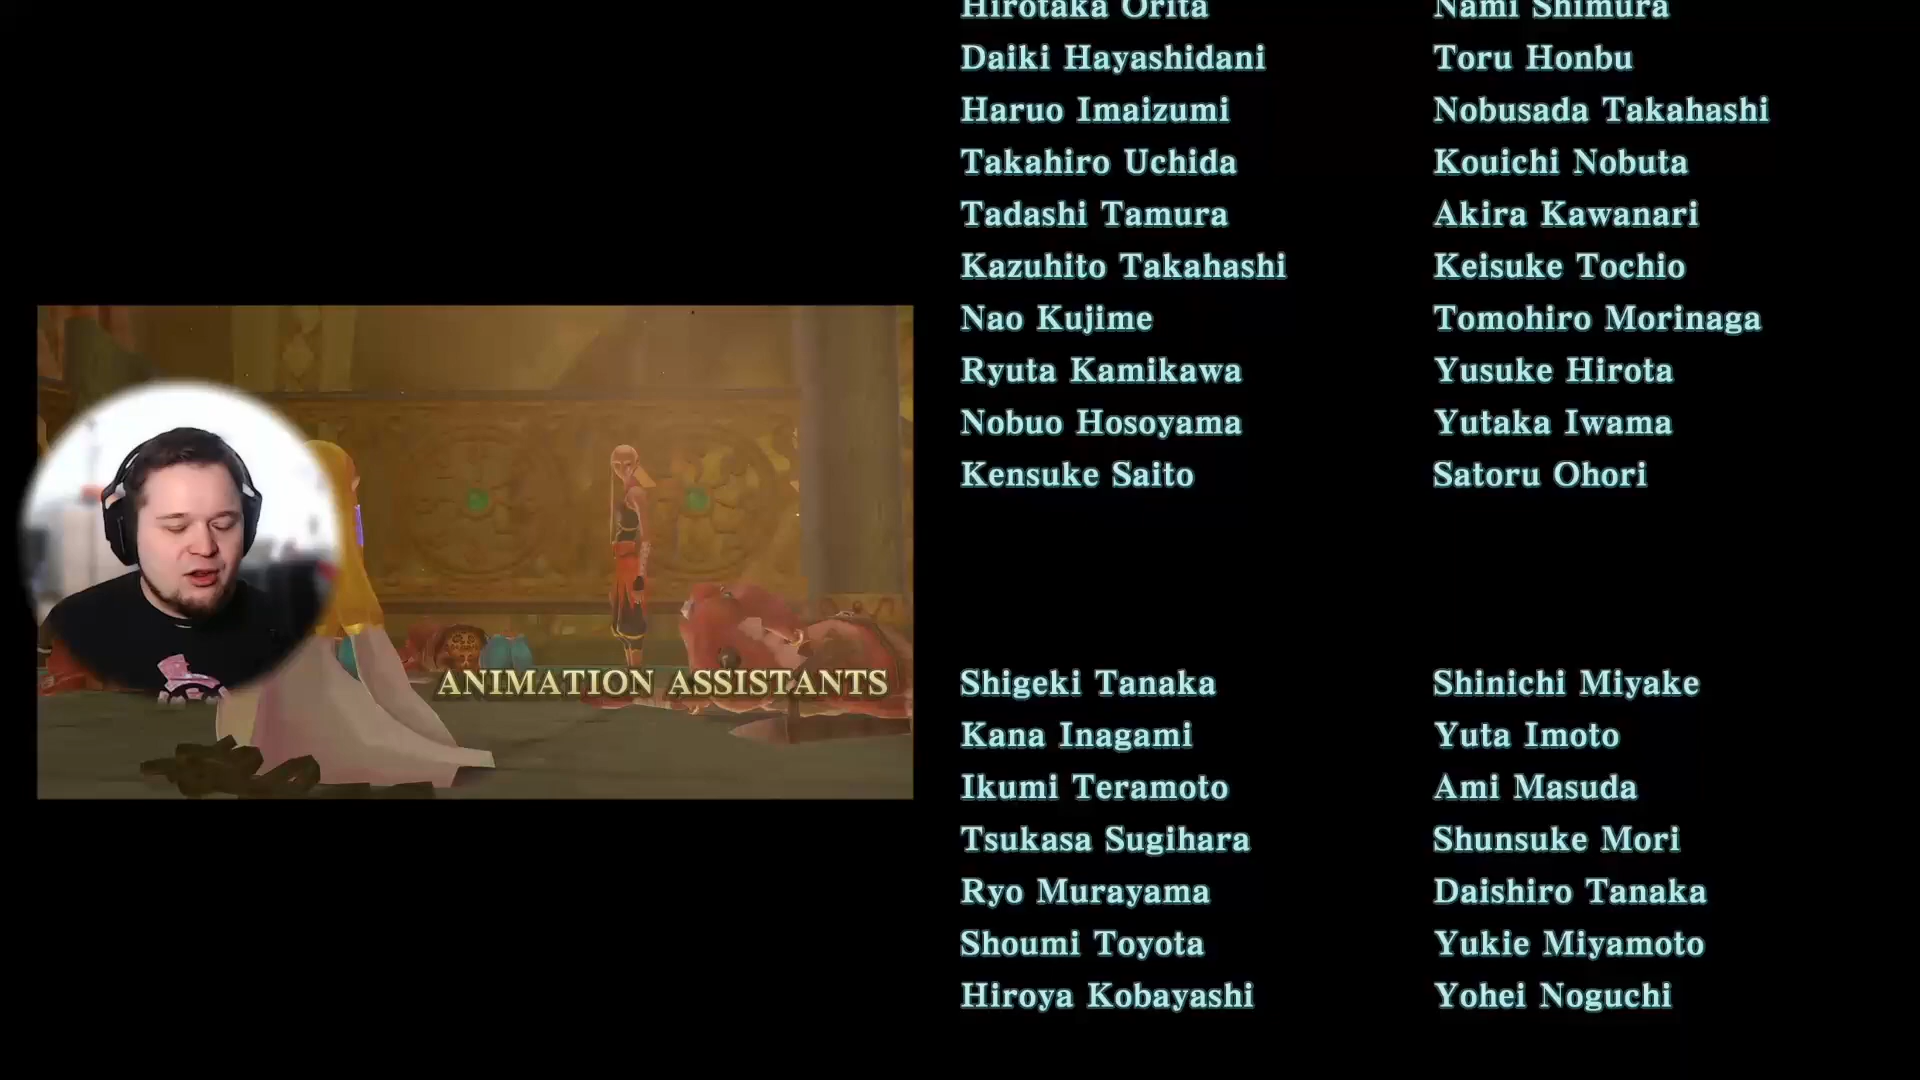 Hirotaka Orita Nami Shimura
Daiki Hayashidani Toru Honbu
Haruo Imaizumi Nobusada Takahashi
Takahiro Uchida Kouichi Nobuta
Tadashi Tamura Akira Kawanari
Kazuhito Takahashi Keisuke Tochio
Nao Kujime Tomohiro Morinaga
Ryuta Kamikawa Yusuke Hirota
Nobuo Hosoyama Yutaka Iwama
Kensuke Saito Satoru Ohori
ANIMATION ASSISTANTS Shigeki Tanaka Shinichi Miyake
Kana Inagami Yuta Imoto
Ikumi Teramoto Ami Masuda
Tsukasa Sugihara Shunsuke Mori
Ryo Murayama Daishiro Tanaka
Shoumi Toyota Yukie Miyamoto
Hiroya Kobayashi Yohei Noguchi